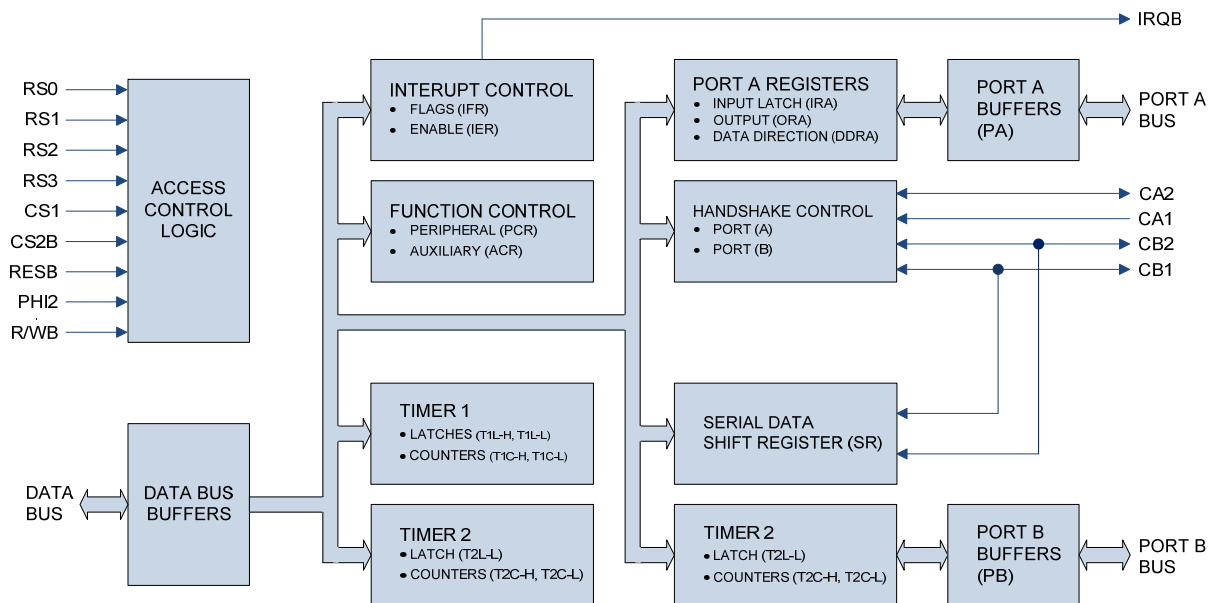 IRQB
RS0
RS1
RS2
RS3
CS1
CS2B
RESB
PHI2
R/WB
ACCESS
CONTROL
LOGIC
DATA
BUS
DATA BUS
BUFFERS
INTERUPT CONTROL
• FLAGS (IFR)
• ENABLE (IER)
FUNCTION CONTROL
• PERIPHERAL (PCR)
• AUXILIARY (ACR)
TIMER 1
• LATCHES (T1L-H, T1L-L)
• COUNTERS (T1C-H, T1C-L)
TIMER 2
• LATCH (T2L-L)
• COUNTERS (T2C-H, T2C-L)
PORT A REGISTERS
• INPUT LATCH (IRA)
• OUTPUT (ORA)
• DATA DIRECTION (DDRA)
PORT A
BUFFERS
(PA)
PORT A
BUS
HANDSHAKE CONTROL
• PORT (A)
• PORT (B)
CA2
CA1
CB2
CB1
SERIAL DATA
SHIFT REGISTER (SR)
TIMER 2
• LATCH (T2L-L)
• COUNTERS (T2C-H, T2C-L)
PORT B
BUFFERS
(PB)
PORT B
BUS